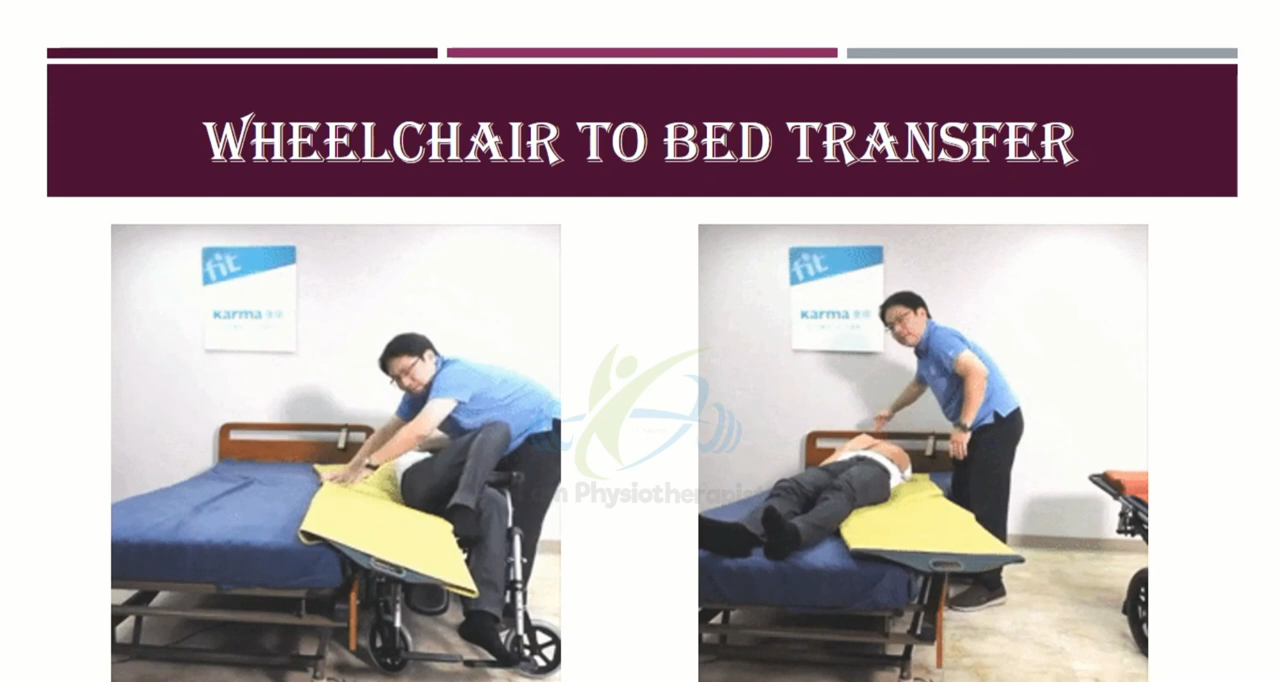 WHEELCHAIR TO BED TRANSFER
fit
Karma
fit
Karma
Physiotherapist